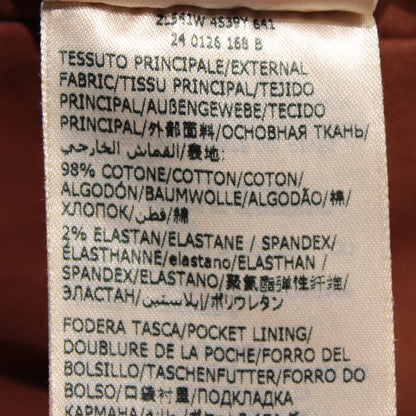 24 0126 168 B
TESSUTO PRINCIPALE/EXTERNAL
FABRIC/TISSU PRINCIPAL/TEJIDO
PRINCIPAL/AUßENGEWEBE/TECIDO
PRINCIPAL/外部面料/ОСНОВНАЯ ТКАНЬ/
القماش الخارجي/裏地:
98% COTONE/COTTON/COTON/
ALGODÓN/BAUMWOLLE/ALGODÃO/棉/
ХЛОПОК/قطن/綿
2% ELASTAN/ELASTANE / SPANDEX/
ÉLASTHANNE/elastano/ELASTHAN /
SPANDEX/ELASTANO/聚氨酯弹性纤维/
ЭЛАСТАН/إيلاستين/ポリウレタン
FODERA TASCA/POCKET LINING/
DOUBLURE DE LA POCHE/FORRO DEL
BOLSILLO/TASCHENFUTTER/FORRO DO
BOLSO/口袋衬里/ПОДКЛАДКА
КАРМАНА/